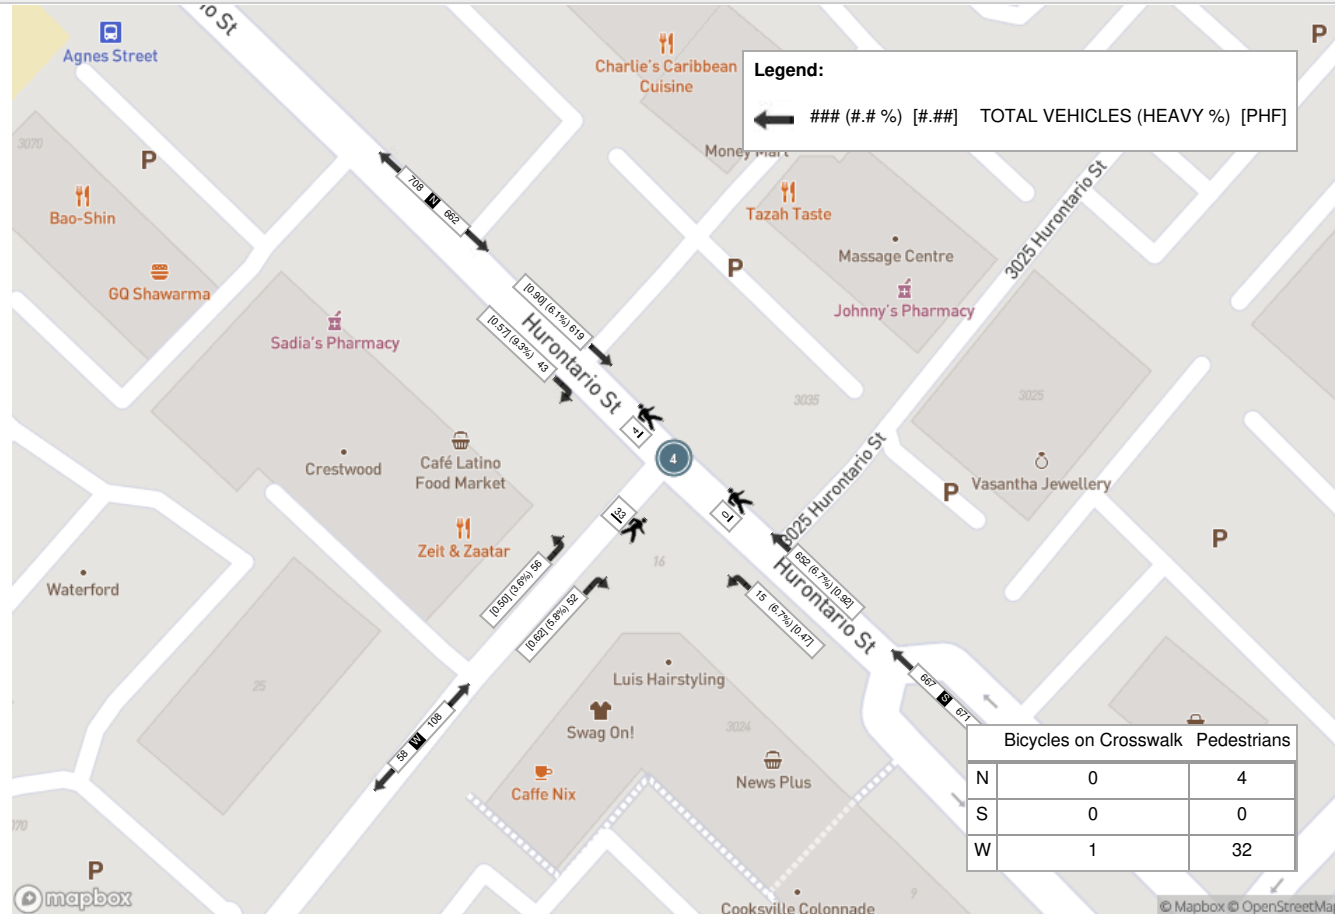 io St
Agnes Street
Charlie's Caribbean
Cuisine
P
Legend:
### (#.# %) [#.##] TOTAL VEHICLES (HEAVY %) [PHF]
3070
P
Money Mart
Bao-Shin
708 N 662
Tazah Taste
3025 Hurontario St
Massage Centre
P
GQ Shawarma
Johnny's Pharmacy
[0.90] (6.1%) 619
[0.57] (9.3%) 43
Hurontario St
Sadia's Pharmacy
3035
3025
4
4
Crestwood
Café Latino
Food Market
3025 Hurontario St
Vasantha Jewellery
P
33
0
P
Zeit & Zaatar
16
Waterford
[0.50] (3.6%) 56
[0.62] (5.8%) 52
652 (6.7%) [0.92]
15 (6.7%) [0.47]
Hurontario St
25
Luis Hairstyling
667 S 671
58 W 108
Swag On!
3024
News Plus
Caffe Nix
Bicycles on Crosswalk Pedestrians
N 0 4
S 0 0
W 1 32
70
P
9
mapbox
Cooksville Colonnade
© Mapbox © OpenStreetMap